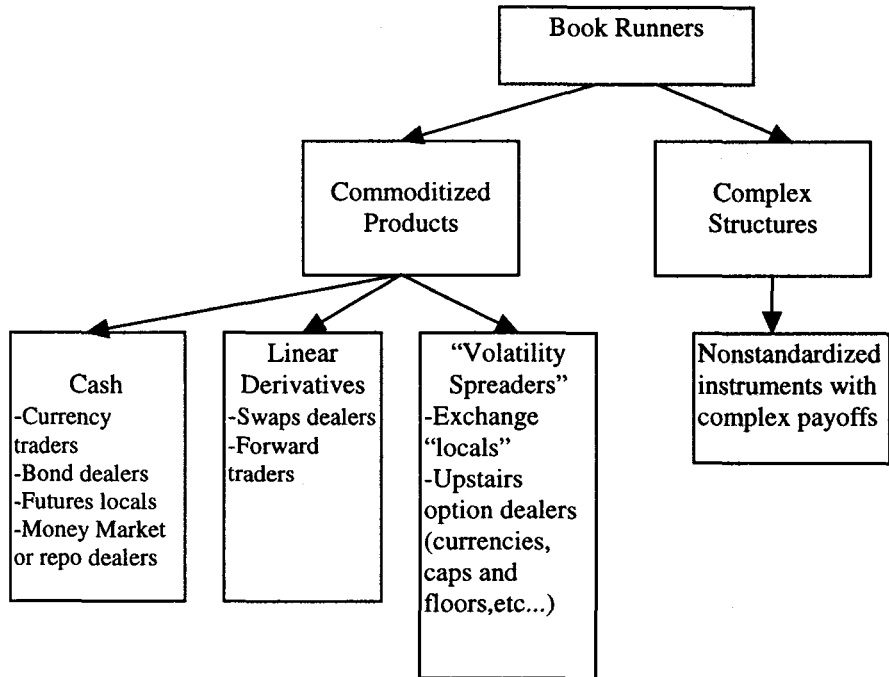 Book Runners
Commoditized
Products
Complex
Structures
Cash
-Currency
traders
-Bond dealers
-Futures locals
-Money Market
or repo dealers
Linear
Derivatives
-Swaps dealers
-Forward
traders
“Volatility
Spreaders”
-Exchange
“locals”
-Upstairs
option dealers
(currencies,
caps and
floors,etc...)
Nonstandardized
instruments with
complex payoffs